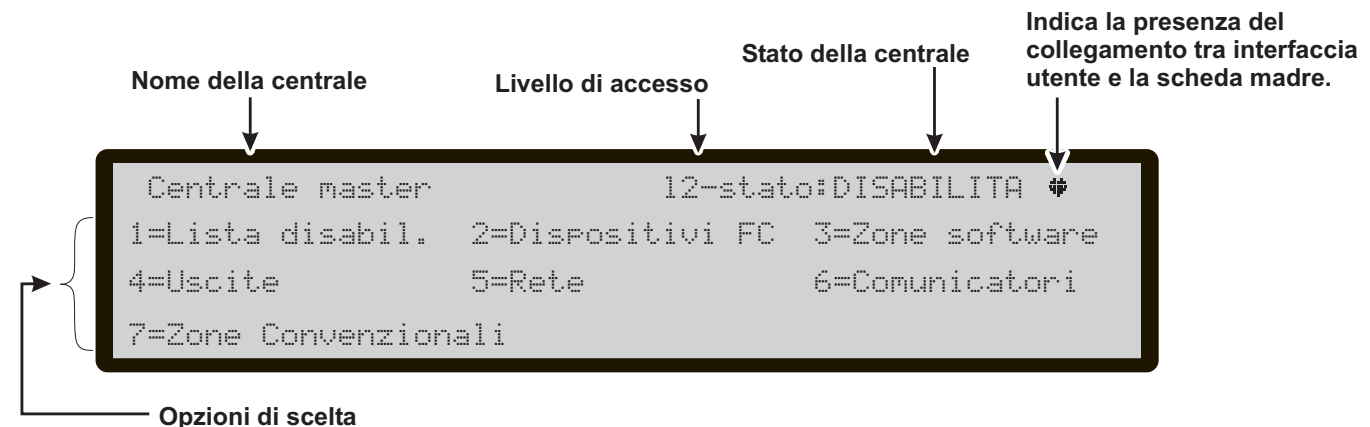 Indica la presenza del
collegamento tra interfaccia
utente e la scheda madre.
Stato della centrale
Nome della centrale
Livello di accesso
Centrale master l2-stato:DISABILITA
1=Lista disabil. 2=Dispositivi FC 3=Zone software
4=Uscite 5=Rete 6=Comunicatori
7=Zone Convenzionali
Opzioni di scelta